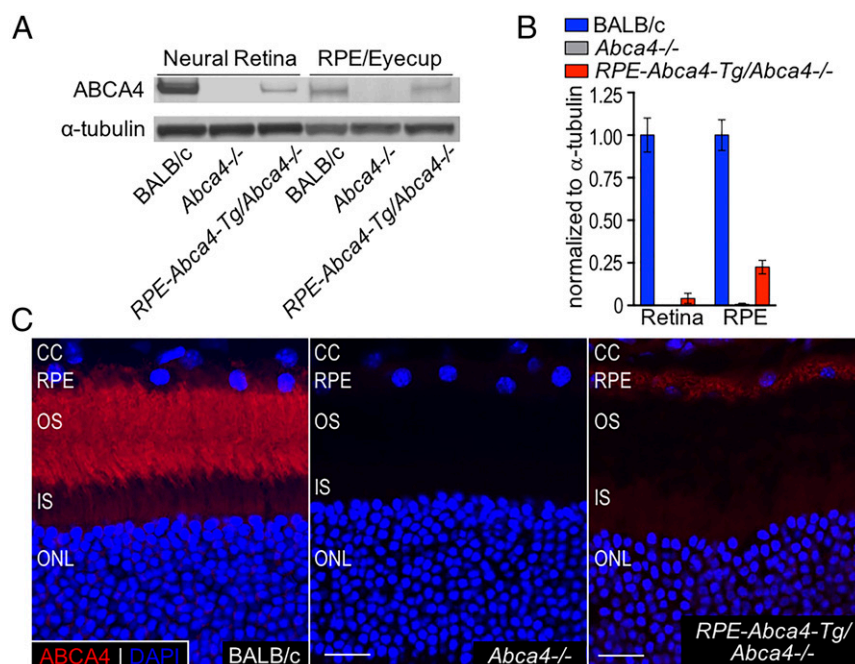 A
Neural Retina RPE/Eyecup
ABCA4
α-tubulin
BALB/c
Abca4-/-
RPE-Abca4-Tg/Abca4-/-
BALB/c
Abca4-/-
RPE-Abca4-Tg/Abca4-/-
B
BALB/c
Abca4-/-
RPE-Abca4-Tg/Abca4-/-
normalized to α-tubulin
1.25
1.00
0.75
0.50
0.25
0
Retina RPE
C
CC
RPE
OS
IS
ONL
ABCA4 | DAPI
BALB/c
CC
RPE
OS
IS
ONL
Abca4-/-
CC
RPE
OS
IS
ONL
RPE-Abca4-Tg/
Abca4-/-